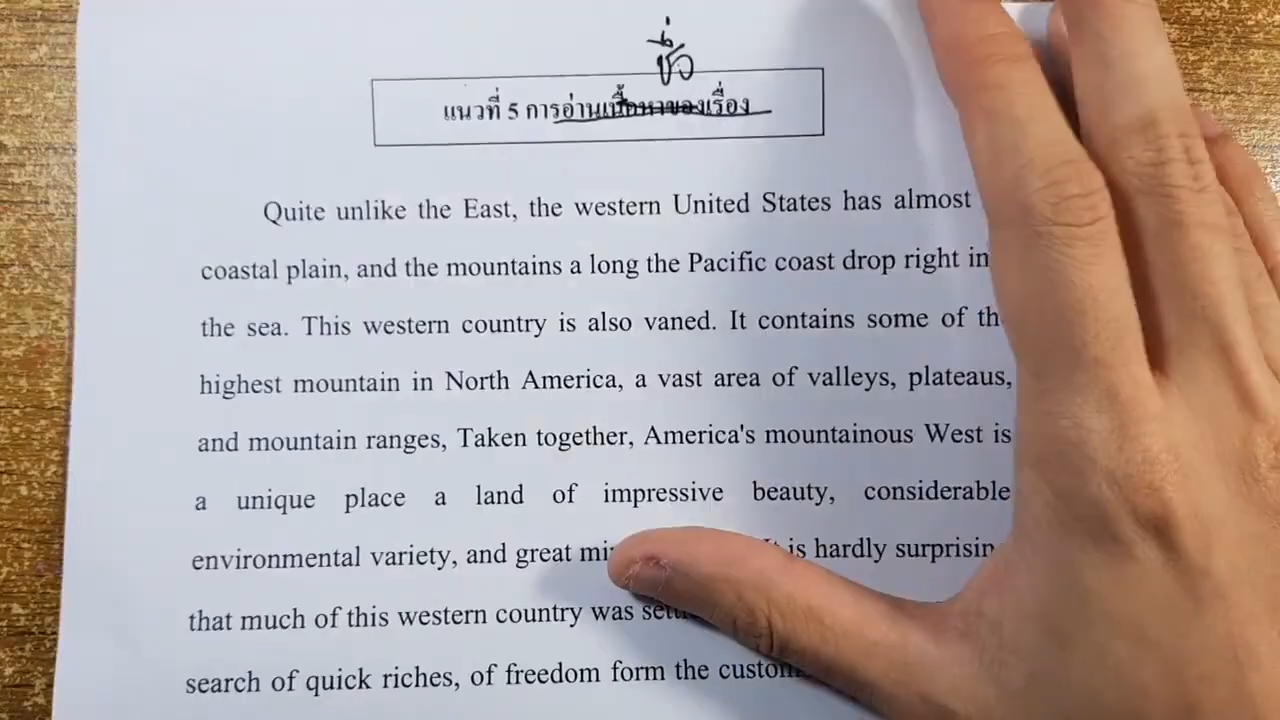 ชื่อ
แนวที่ 5 การอ่านเนื้อหาของเรื่อง
Quite unlike the East, the western United States has almost
coastal plain, and the mountains a long the Pacific coast drop right in
the sea. This western country is also vaned. It contains some of th
highest mountain in North America, a vast area of valleys, plateaus,
and mountain ranges, Taken together, America's mountainous West is
a unique place a land of impressive beauty, considerable
environmental variety, and great is hardly surprisin
that much of this western country was
search of quick riches, of freedom form the custom